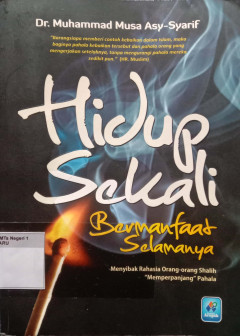 Dr. Muhammad Musa Asy-Syarif
"Barangsiapa memberi contoh kebaikan dalam Islam, maka
baginya pahala kebaikan tersebut dan pahala orang yang
mengerjakan setelahnya, tanpa mengurangi pahala mereka
sedikit pun." (HR. Muslim)
Hidup
Sekali
Bermanfaat
Selamanya
MTs Negeri 1
ARU
Menyibak Rahasia Orang-orang Shalih
"Memperpanjang" Pahala